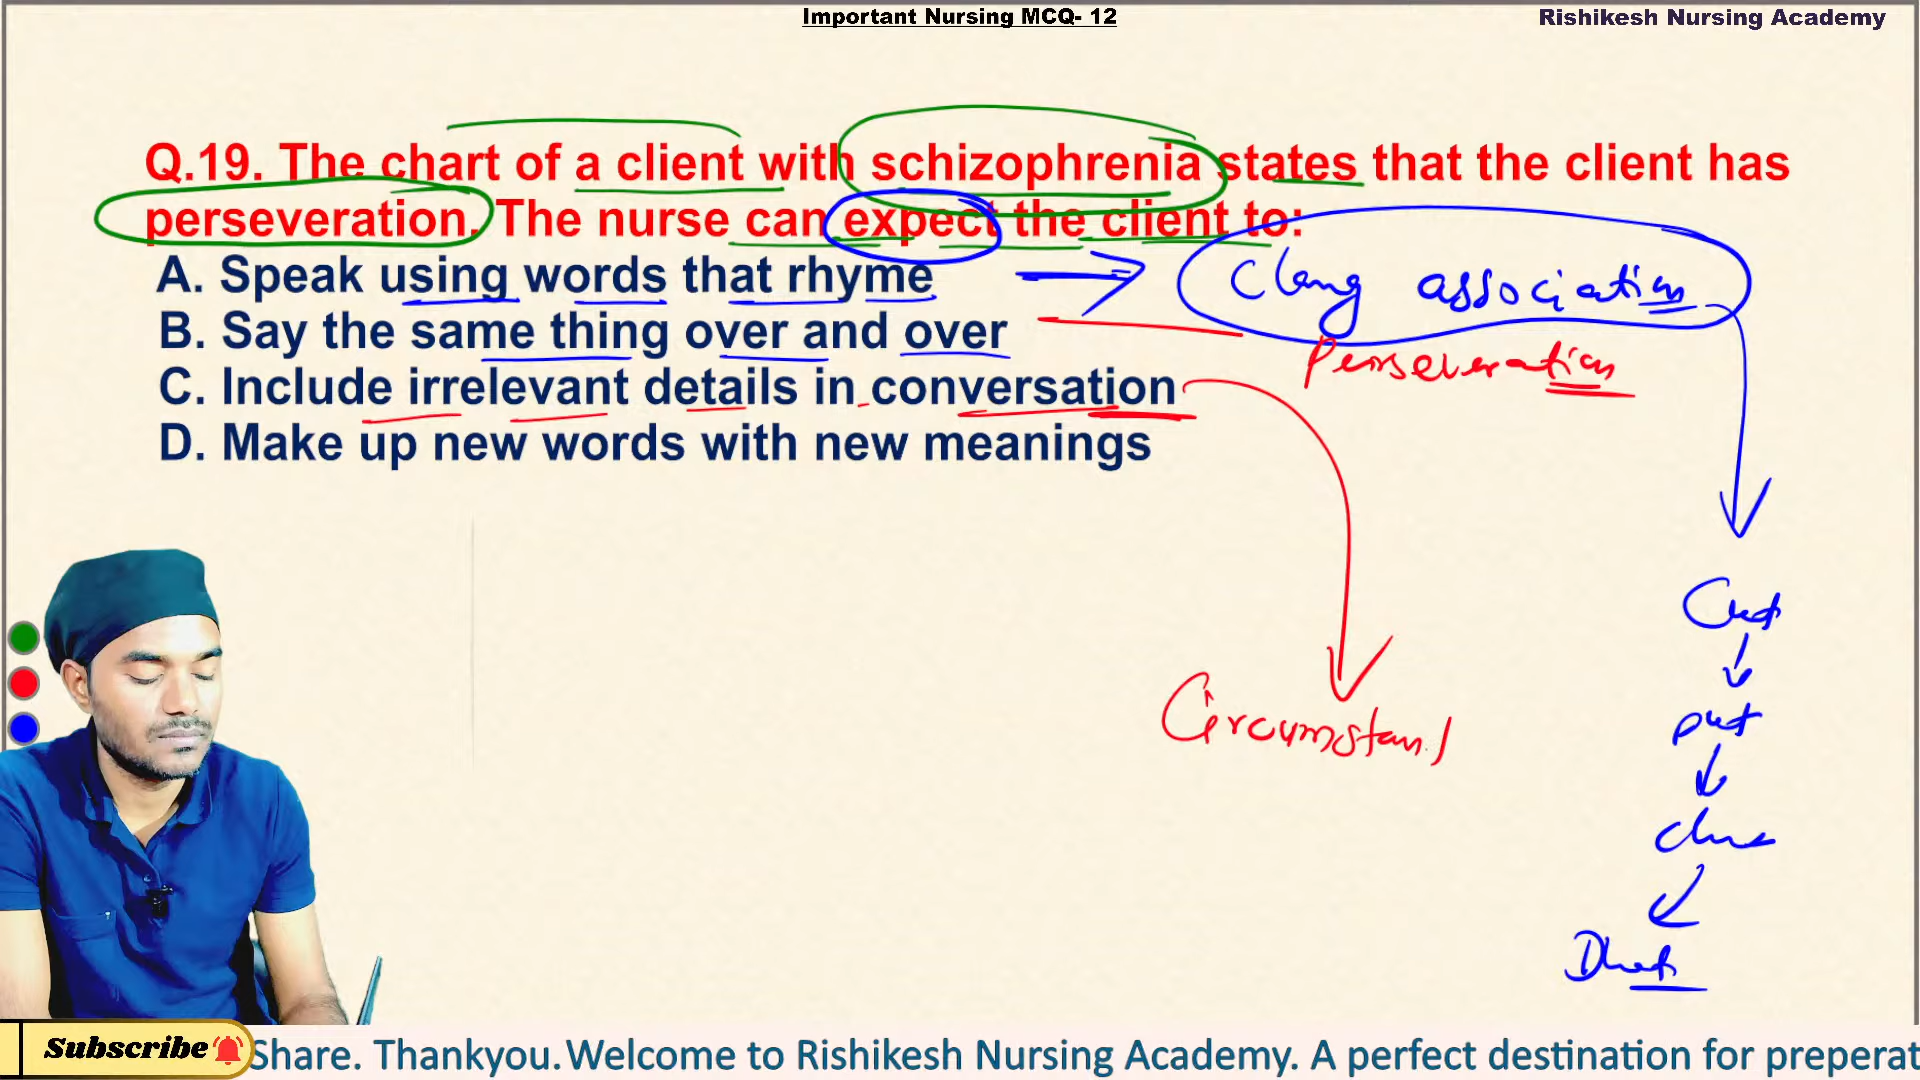 Important Nursing MCQ- 12
Rishikesh Nursing Academy
Q.19. The chart of a client with schizophrenia states that the client has
perseveration. The nurse can expect the client to:
A. Speak using words that rhyme
Clang association
B. Say the same thing over and over
Perseveration
C. Include irrelevant details in conversation
D. Make up new words with new meanings
put
Circumstan
Subscribe
Share. Thankyou. Welcome to Rishikesh Nursing Academy. A perfect destination for preperat